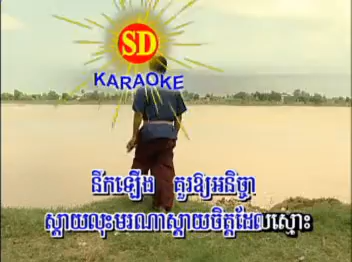 SD
KARAOKE
នឹកឡើង គួរឱ្យអនិច្ចា
ស្ដាយលុះមរណាស្ដាយចិត្តដែលស្មោះ